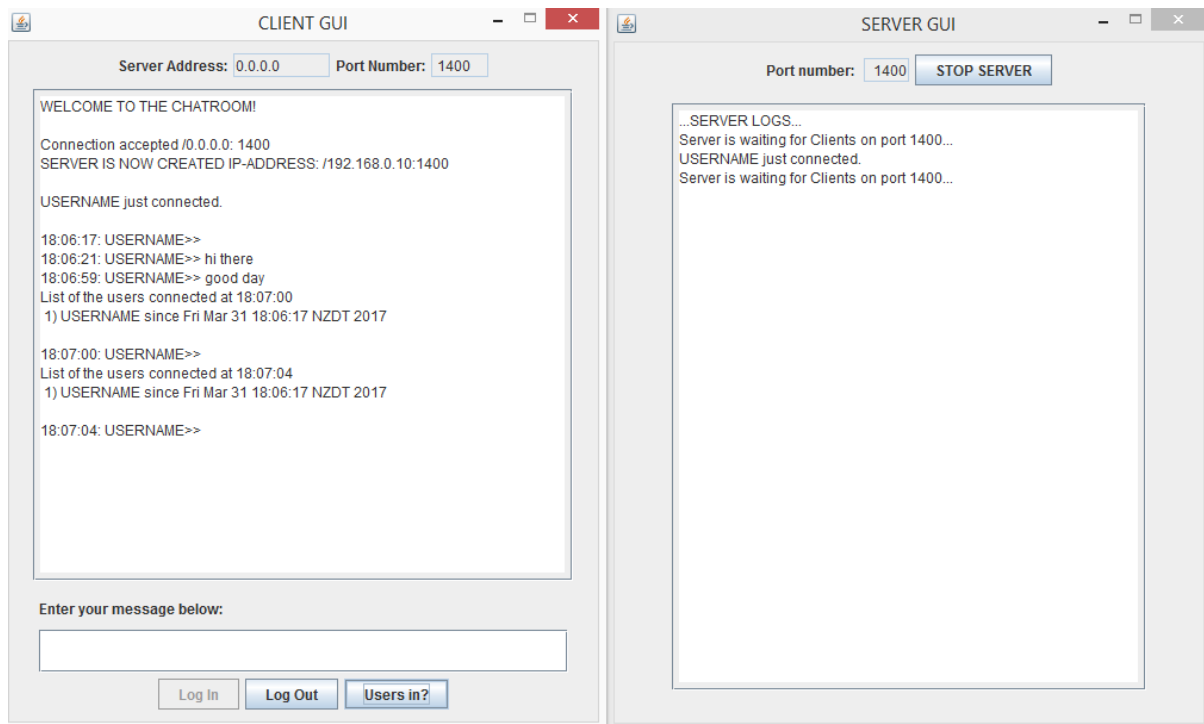 CLIENT GUI
Server Address: 0.0.0.0 Port Number: 1400
WELCOME TO THE CHATROOM!
Connection accepted /0.0.0.0: 1400
SERVER IS NOW CREATED IP-ADDRESS: /192.168.0.10:1400
USERNAME just connected.
18:06:17: USERNAME>>
18:06:21: USERNAME>> hi there
18:06:59: USERNAME>> good day
List of the users connected at 18:07:00
1) USERNAME since Fri Mar 31 18:06:17 NZDT 2017
18:07:00: USERNAME>>
List of the users connected at 18:07:04
1) USERNAME since Fri Mar 31 18:06:17 NZDT 2017
18:07:04: USERNAME>>
Enter your message below:
Log In Log Out Users in?
SERVER GUI
Port number: 1400 STOP SERVER
...SERVER LOGS...
Server is waiting for Clients on port 1400...
USERNAME just connected.
Server is waiting for Clients on port 1400...